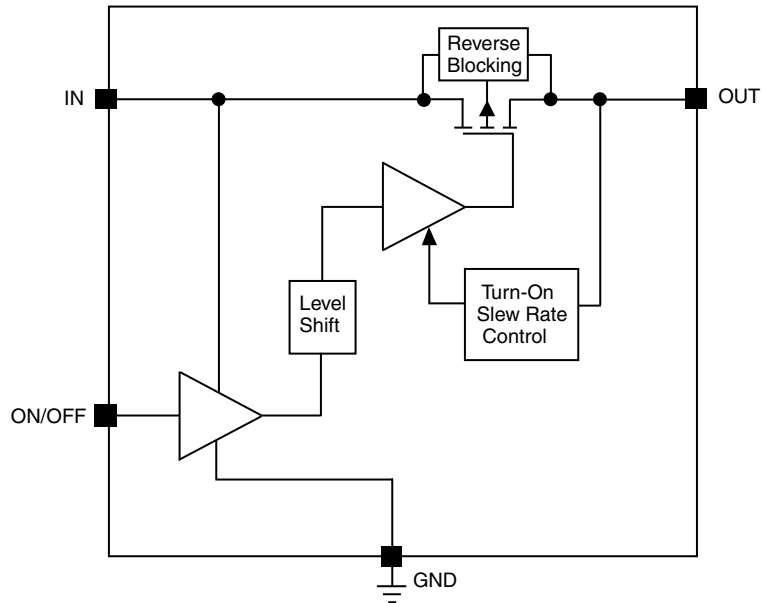 Reverse
Blocking
IN
OUT
Level
Shift
Turn-On
Slew Rate
Control
ON/OFF
GND